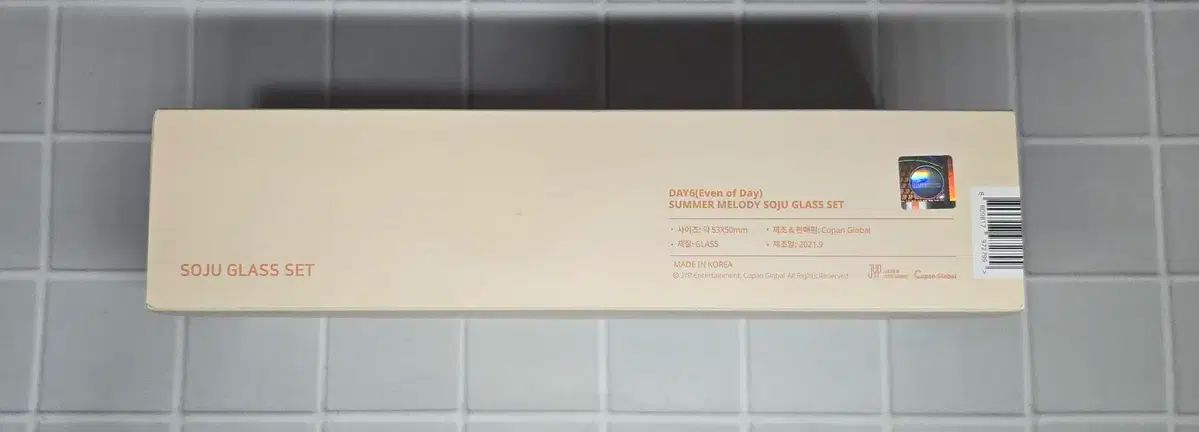 SOJU GLASS SET
DAY6(Even of Day)
SUMMER MELODY SOJU GLASS SET
• 사이즈: 약 53X50mm • 제조&판매원: Copan Global
• 재질: GLASS • 제조일: 2021.9
MADE IN KOREA
© JYP Entertainment, Copan Global All Rights Reserved
JYP
Copan Global